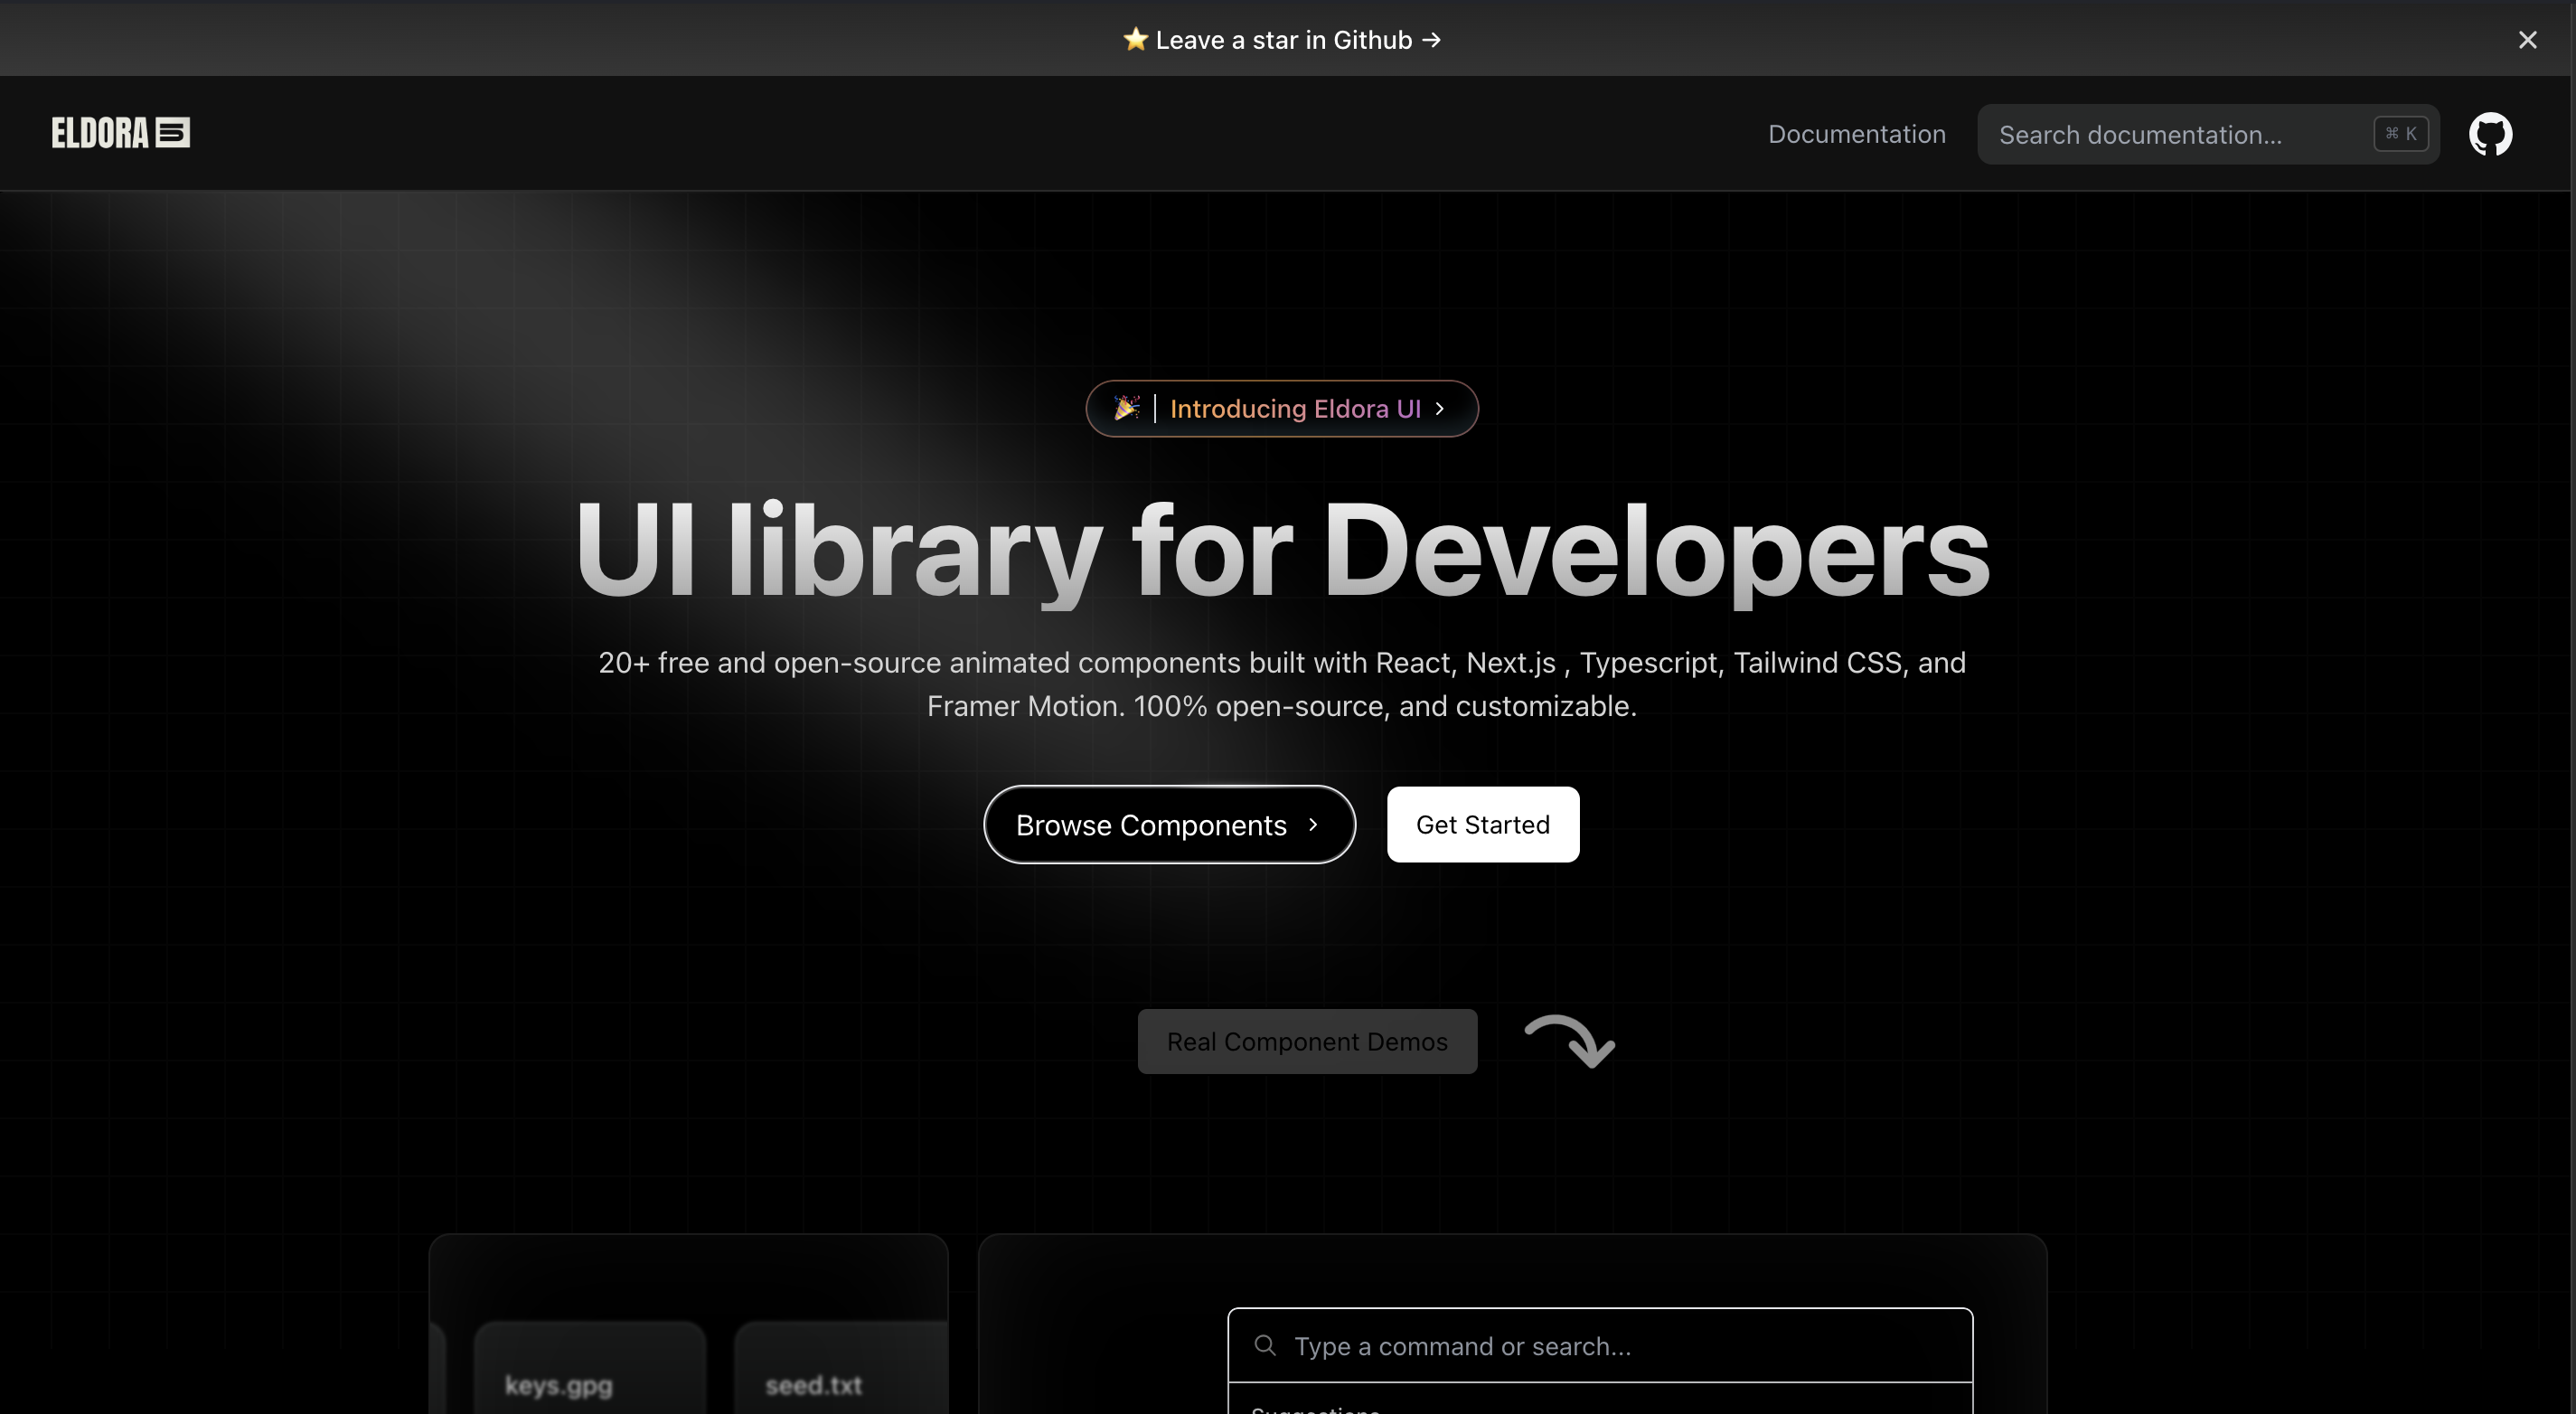 ⭐ Leave a star in Github →
ELDORA
Documentation
Search documentation...
⌘ K
🎉 | Introducing Eldora UI
UI library for Developers
20+ free and open-source animated components built with React, Next.js , Typescript, Tailwind CSS, and
Framer Motion. 100% open-source, and customizable.
Browse Components
Get Started
Real Component Demos
keys.gpg
seed.txt
Type a command or search...
Suggestions